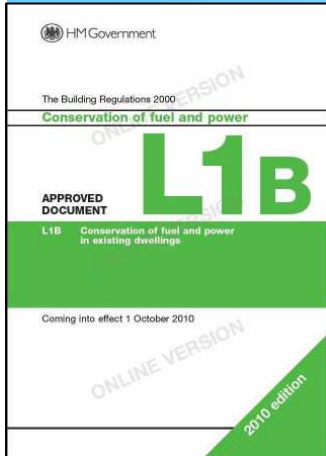 HM Government
ONLINE VERSION
The Building Regulations 2000
Conservation of fuel and power
L1B
APPROVED
DOCUMENT
ONLINE VERSION
L1B Conservation of fuel and power
in existing dwellings
Coming into effect 1 October 2010
ONLINE VERSION
2010 edition